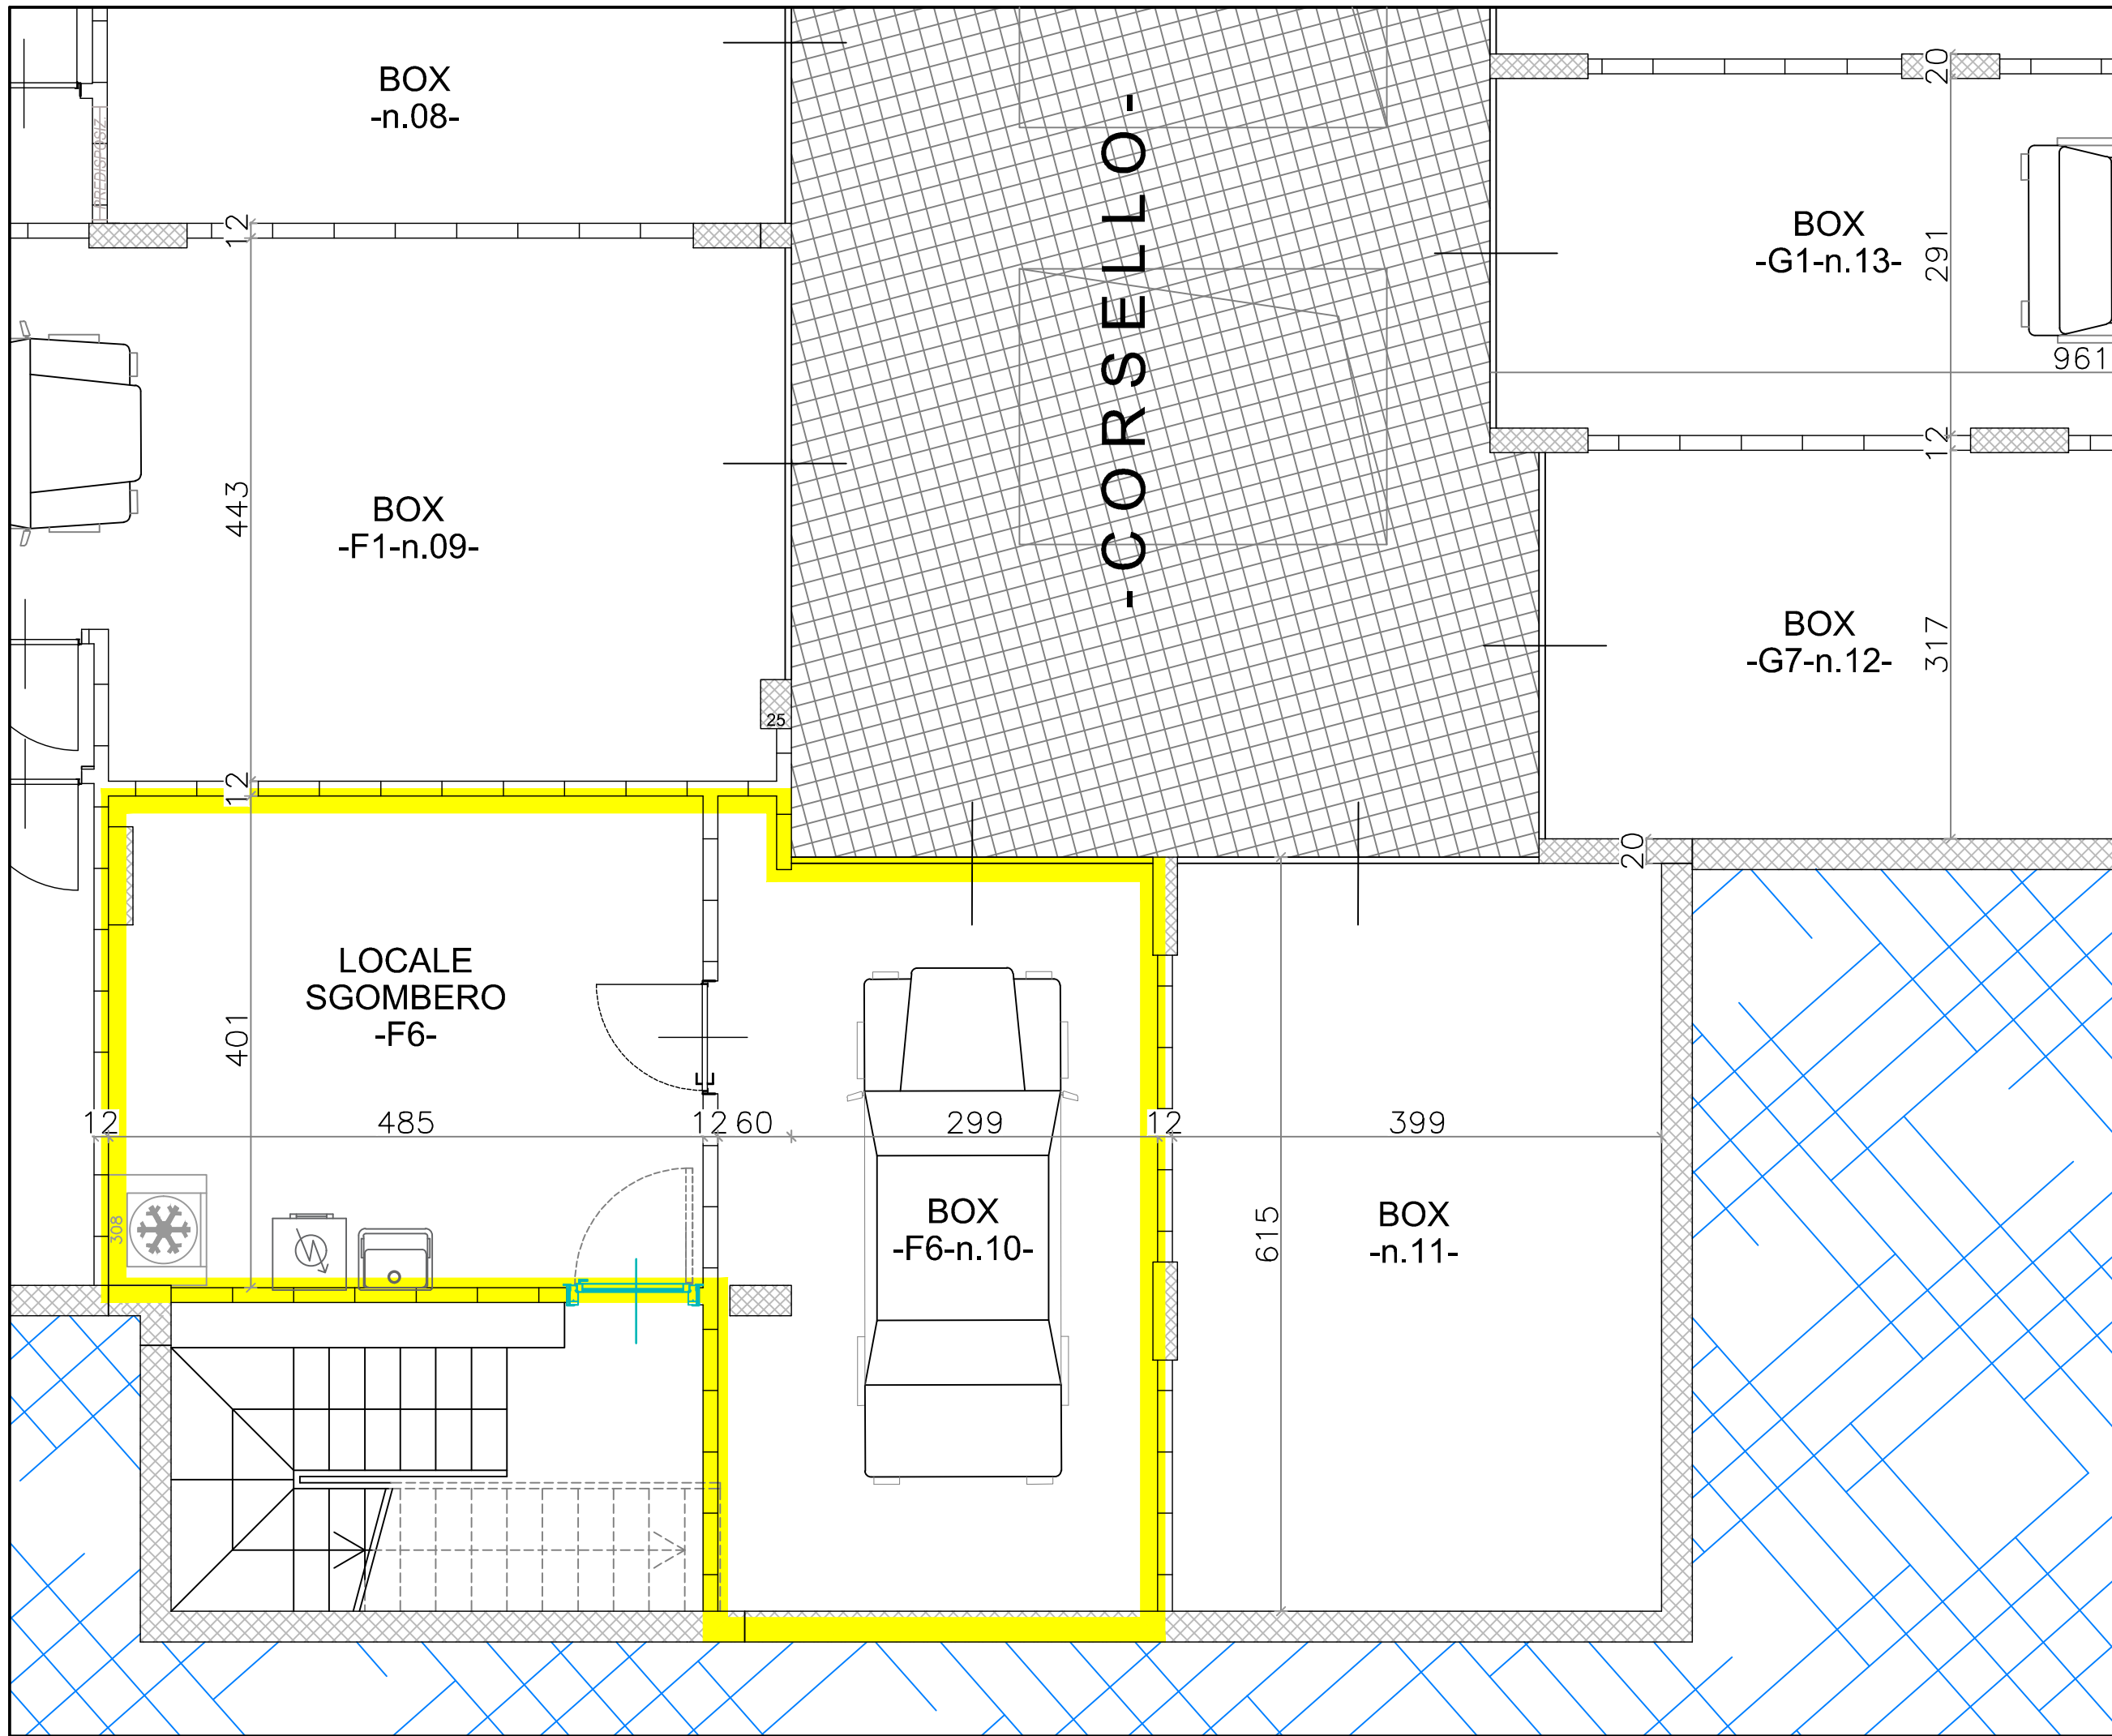 BOX
-n.08-
PREDISPOSIZ.
12
20
BOX
-G1-n.13-
291
961
-CORSELLO-
443
BOX
-F1-n.09-
12
BOX
-G7-n.12-
317
25
12
20
LOCALE
SGOMBERO
-F6-
401
12
485
12
60
299
12
399
308
BOX
-F6-n.10-
615
BOX
-n.11-